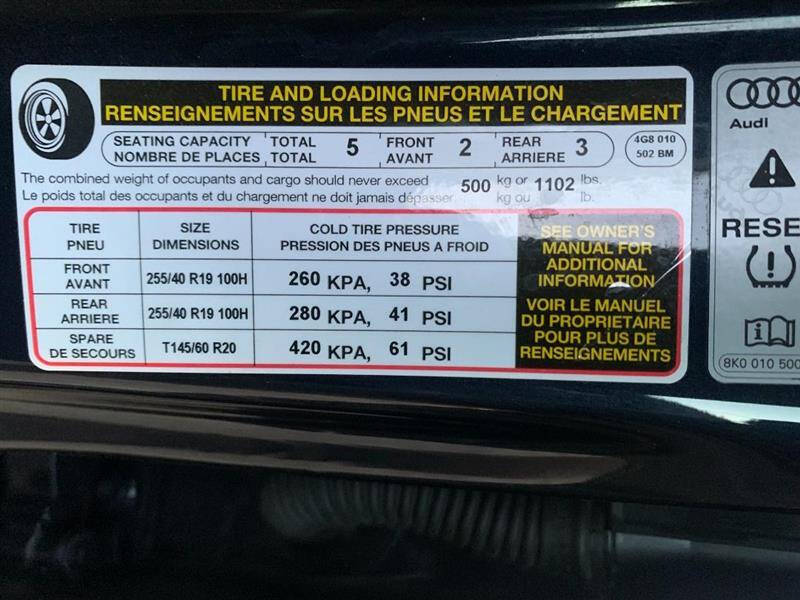 TIRE AND LOADING INFORMATION
RENSEIGNEMENTS SUR LES PNEUS ET LE CHARGEMENT
SEATING CAPACITY TOTAL 5 FRONT 2 REAR 3
NOMBRE DE PLACES TOTAL AVANT ARRIERE
4G8 010
502 BM
The combined weight of occupants and cargo should never exceed 500 kg or 1102 lbs.
Le poids total des occupants et du chargement ne doit jamais dépasser kg ou lb.
TIRE SIZE COLD TIRE PRESSURE
PNEU DIMENSIONS PRESSION DES PNEUS A FROID
FRONT
AVANT 255/40 R19 100H 260 KPA, 38 PSI
REAR
ARRIERE 255/40 R19 100H 280 KPA, 41 PSI
SPARE
DE SECOURS T145/60 R20 420 KPA, 61 PSI
SEE OWNER'S
MANUAL FOR
ADDITIONAL
INFORMATION
VOIR LE MANUEL
DU PROPRIETAIRE
POUR PLUS DE
RENSEIGNEMENTS
Audi
RESE
8K0 010 500